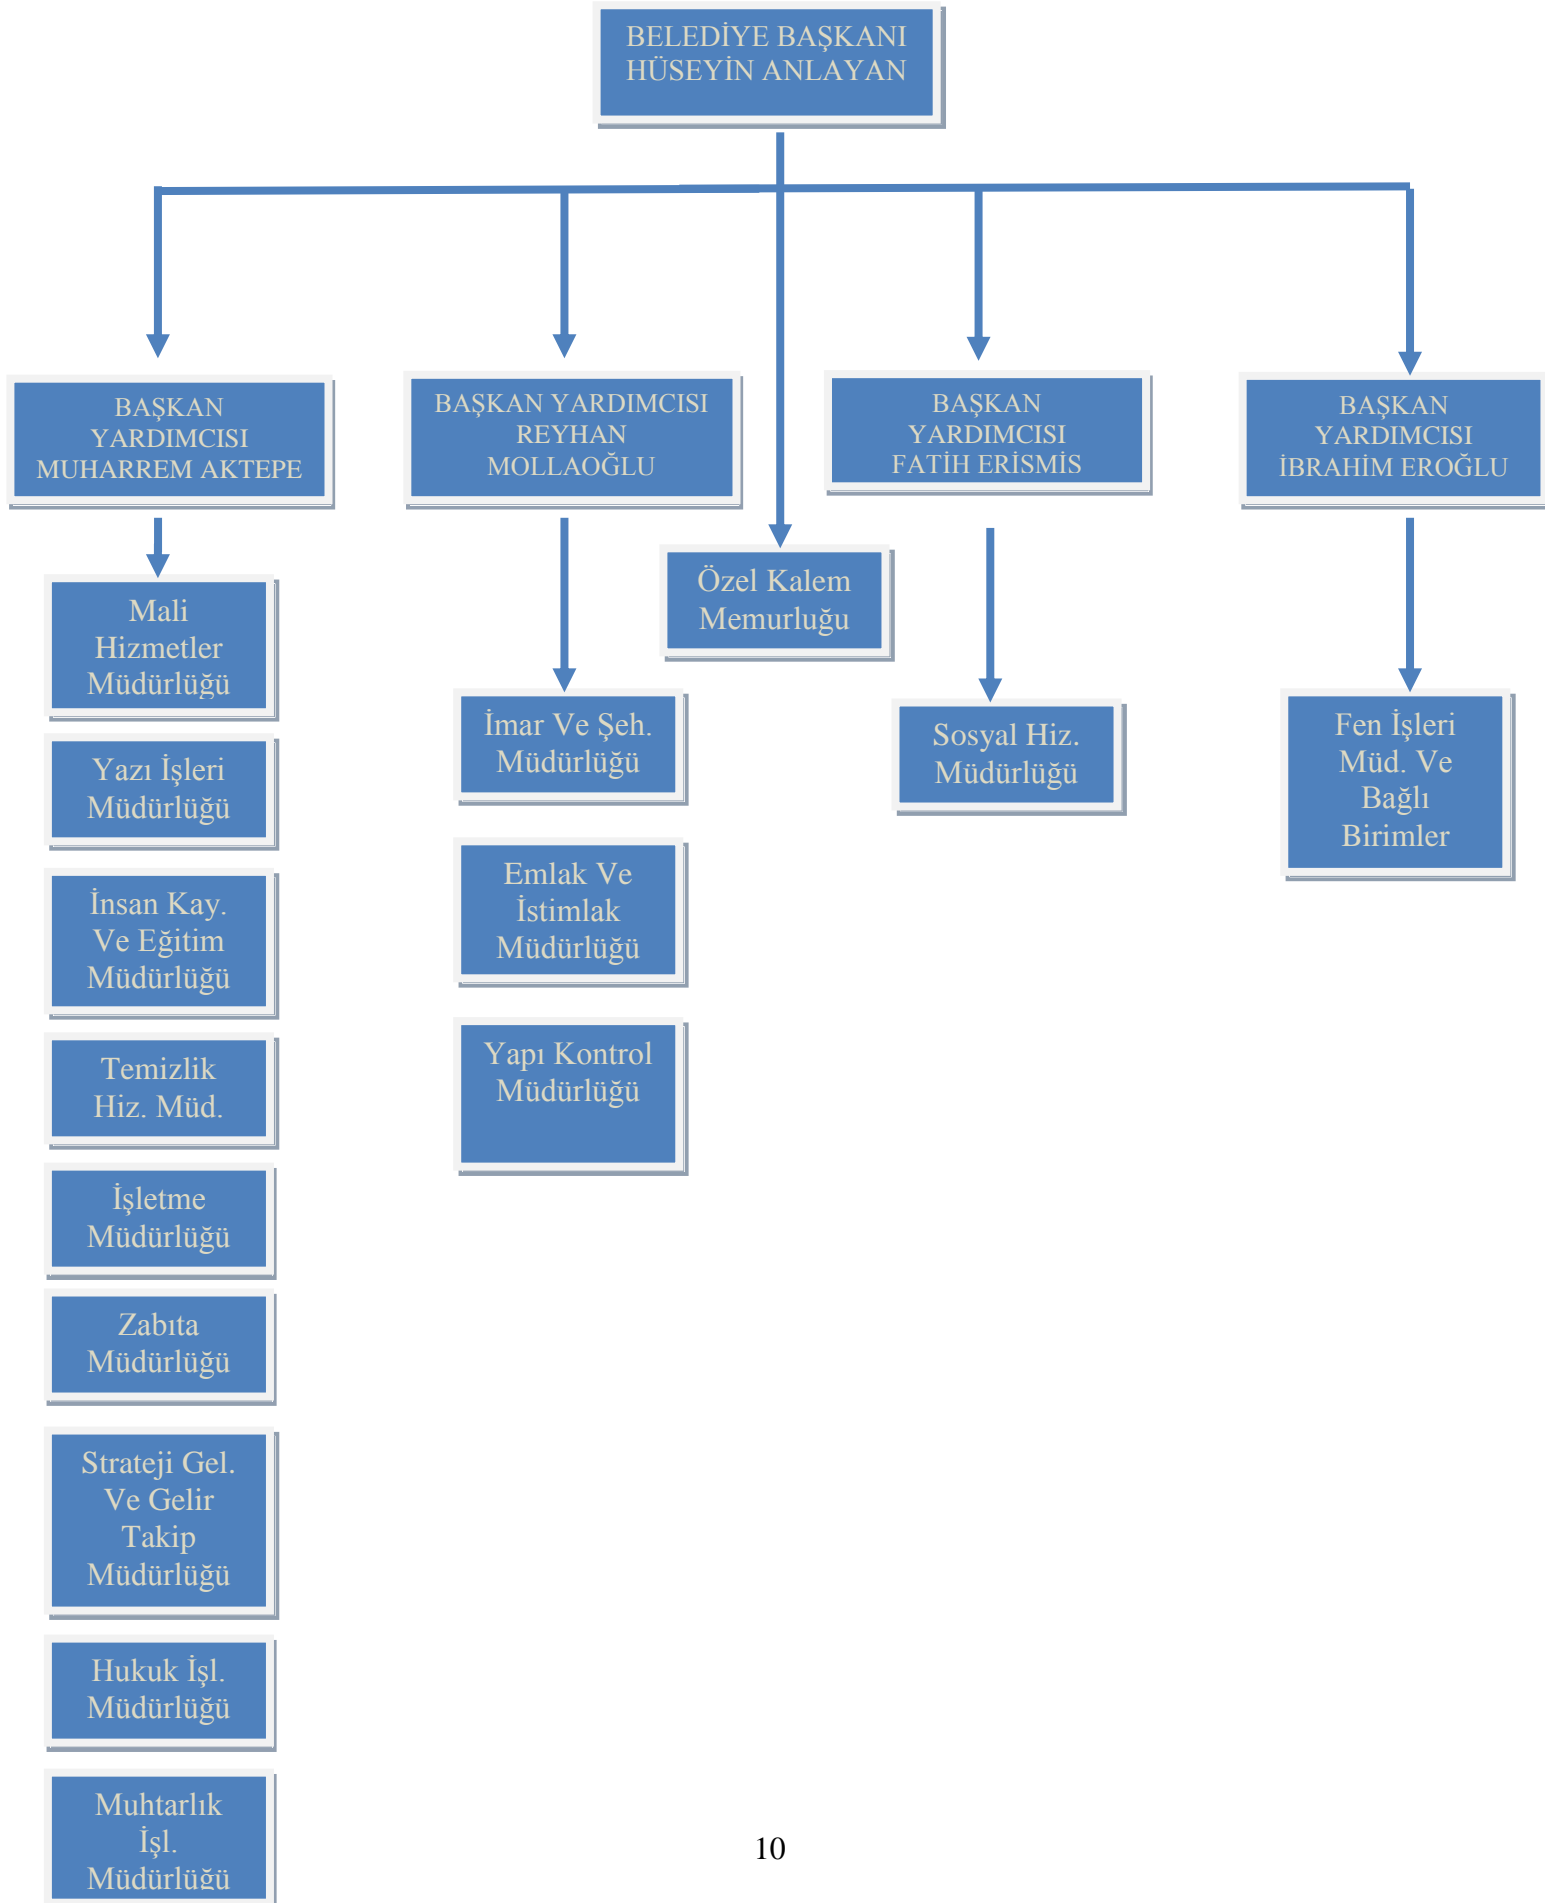 BELEDİYE BAŞKANI
HÜSEYİN ANLAYAN
BAŞKAN
YARDIMCISI
MUHARREM AKTEPE
BAŞKAN YARDIMCISI
REYHAN
MOLLAOĞLU
BAŞKAN
YARDIMCISI
FATİH ERİSMİS
BAŞKAN
YARDIMCISI
İBRAHİM EROĞLU
Özel Kalem
Memurluğu
Mali
Hizmetler
Müdürlüğü
Yazı İşleri
Müdürlüğü
İnsan Kay.
Ve Eğitim
Müdürlüğü
Temizlik
Hiz. Müd.
İşletme
Müdürlüğü
Zabıta
Müdürlüğü
Strateji Gel.
Ve Gelir
Takip
Müdürlüğü
Hukuk İşl.
Müdürlüğü
Muhtarlık
İşl.
Müdürlüğü
İmar Ve Şeh.
Müdürlüğü
Emlak Ve
İstimlak
Müdürlüğü
Yapı Kontrol
Müdürlüğü
Sosyal Hiz.
Müdürlüğü
Fen İşleri
Müd. Ve
Bağlı
Birimler
10